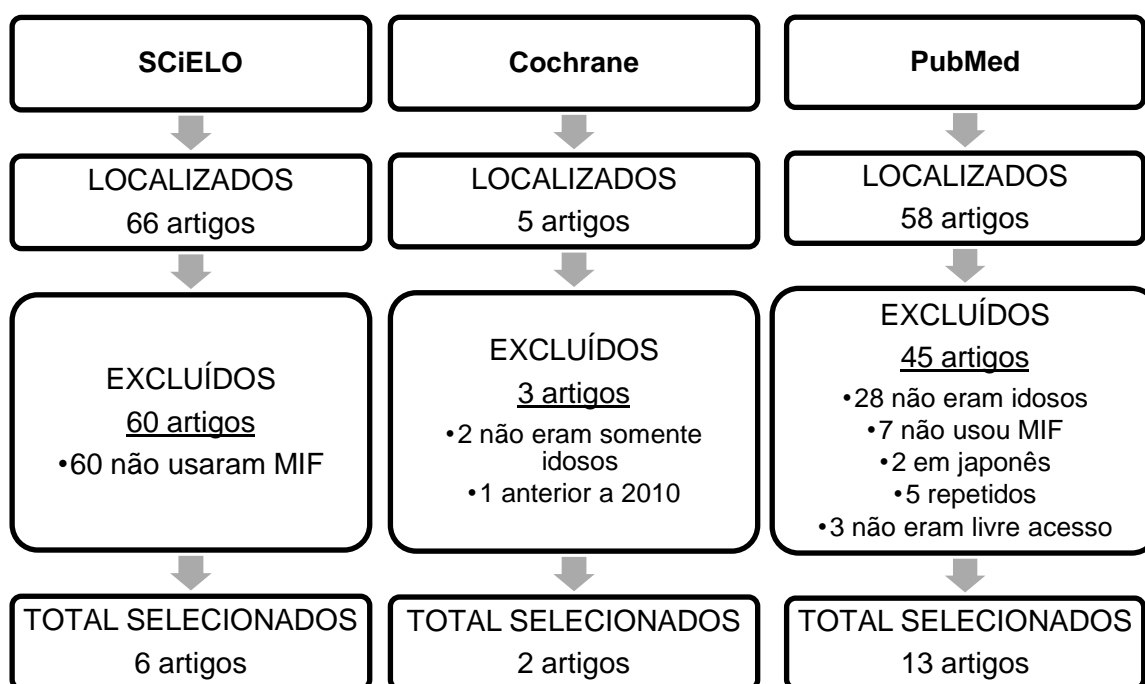 SCiELO
LOCALIZADOS
66 artigos
EXCLUÍDOS
60 artigos
•60 não usaram MIF
TOTAL SELECIONADOS
6 artigos
Cochrane
LOCALIZADOS
5 artigos
EXCLUÍDOS
3 artigos
•2 não eram somente
idosos
•1 anterior a 2010
TOTAL SELECIONADOS
2 artigos
PubMed
LOCALIZADOS
58 artigos
EXCLUÍDOS
45 artigos
•28 não eram idosos
•7 não usou MIF
•2 em japonês
•5 repetidos
•3 não eram livre acesso
TOTAL SELECIONADOS
13 artigos